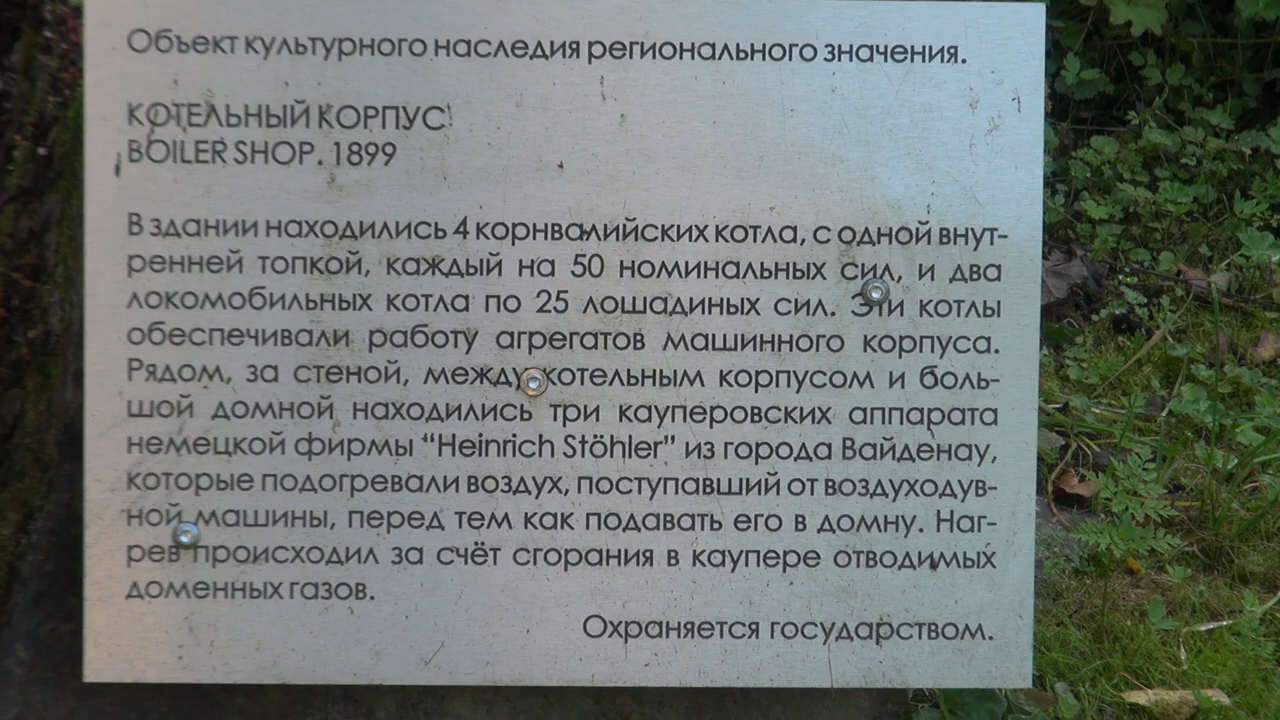 Объект культурного наследия регионального значения.
КОТЕЛЬНЫЙ КОРПУС
BOILER SHOP. 1899
В здании находились 4 корнвалийских котла, с одной внут-
ренней топкой, каждый на 50 номинальных сил, и два
локомобильных котла по 25 лошадиных сил. Эти котлы
обеспечивали работу агрегатов машинного корпуса.
Рядом, за стеной, между котельным корпусом и боль-
шой домной находились три кауперовских аппарата
немецкой фирмы “Heinrich Stöhler” из города Вайденау,
которые подогревали воздух, поступавший от воздуходув-
ной машины, перед тем как подавать его в домну. Наг-
рев происходил за счёт сгорания в каупере отводимых
доменных газов.
Охраняется государством.